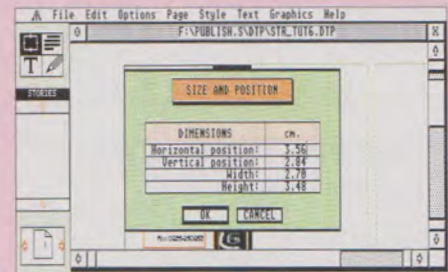 File Edit Options Page Style Text Graphics Help
F:\PUBLISH.S\DTP\STR_TUT6.DTP
T
STORIES
SIZE AND POSITION
DIMENSIONS cm.
Horizontal position: 3.56
Vertical position: 2.84
Width: 2.70
Height: 3.48
OK CANCEL